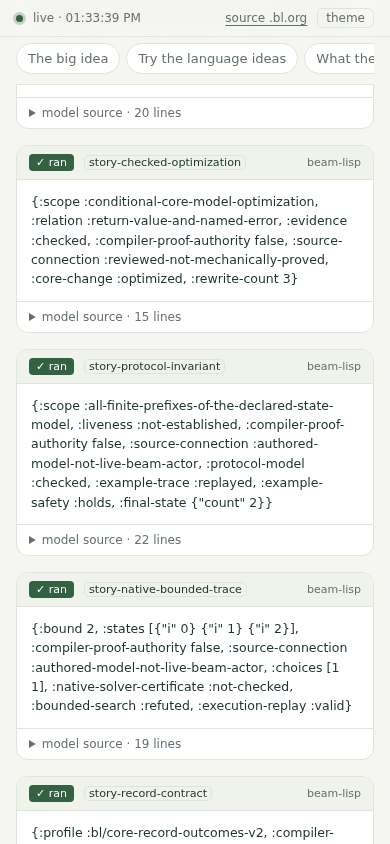 live · 01:33:39 PM
source .bl.org
theme
The big idea
Try the language ideas
What the
▶ model source · 20 lines
✓ ran
story-checked-optimization
beam-lisp
{:scope :conditional-core-model-optimization,
:relation :return-value-and-named-error, :evidence
:checked, :compiler-proof-authority false, :source-
connection :reviewed-not-mechanically-proved,
:core-change :optimized, :rewrite-count 3}
▶ model source · 15 lines
✓ ran
story-protocol-invariant
beam-lisp
{:scope :all-finite-prefixes-of-the-declared-state-
model, :liveness :not-established, :compiler-proof-
authority false, :source-connection :authored-
model-not-live-beam-actor, :protocol-model
:checked, :example-trace :replayed, :example-
safety :holds, :final-state {"count" 2}}
▶ model source · 22 lines
✓ ran
story-native-bounded-trace
beam-lisp
{:bound 2, :states [{"i" 0} {"i" 1} {"i" 2}],
:compiler-proof-authority false, :source-connection
:authored-model-not-live-beam-actor, :choices [1
1], :native-solver-certificate :not-checked,
:bounded-search :refuted, :execution-replay :valid}
▶ model source · 19 lines
✓ ran
story-record-contract
beam-lisp
{:profile :bl/core-record-outcomes-v2, :compiler-